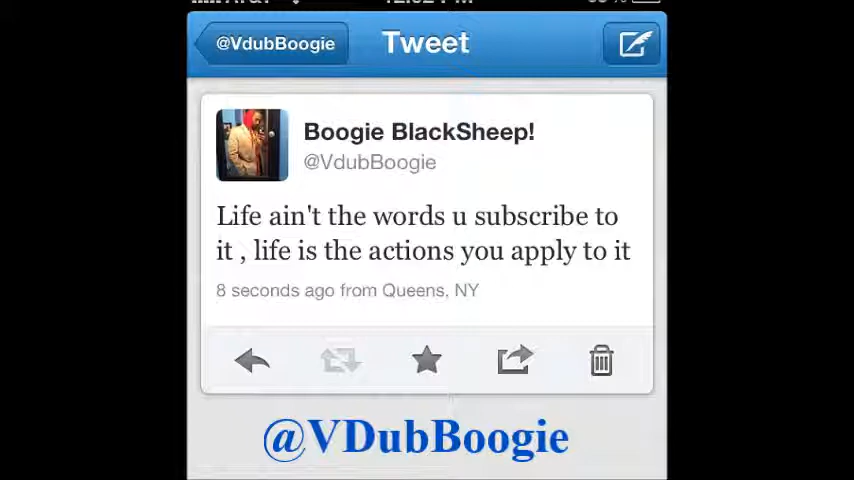 @VdubBoogie
Tweet
Boogie BlackSheep!
@VdubBoogie
Life ain't the words u subscribe to
it , life is the actions you apply to it
8 seconds ago from Queens, NY
@VDubBoogie